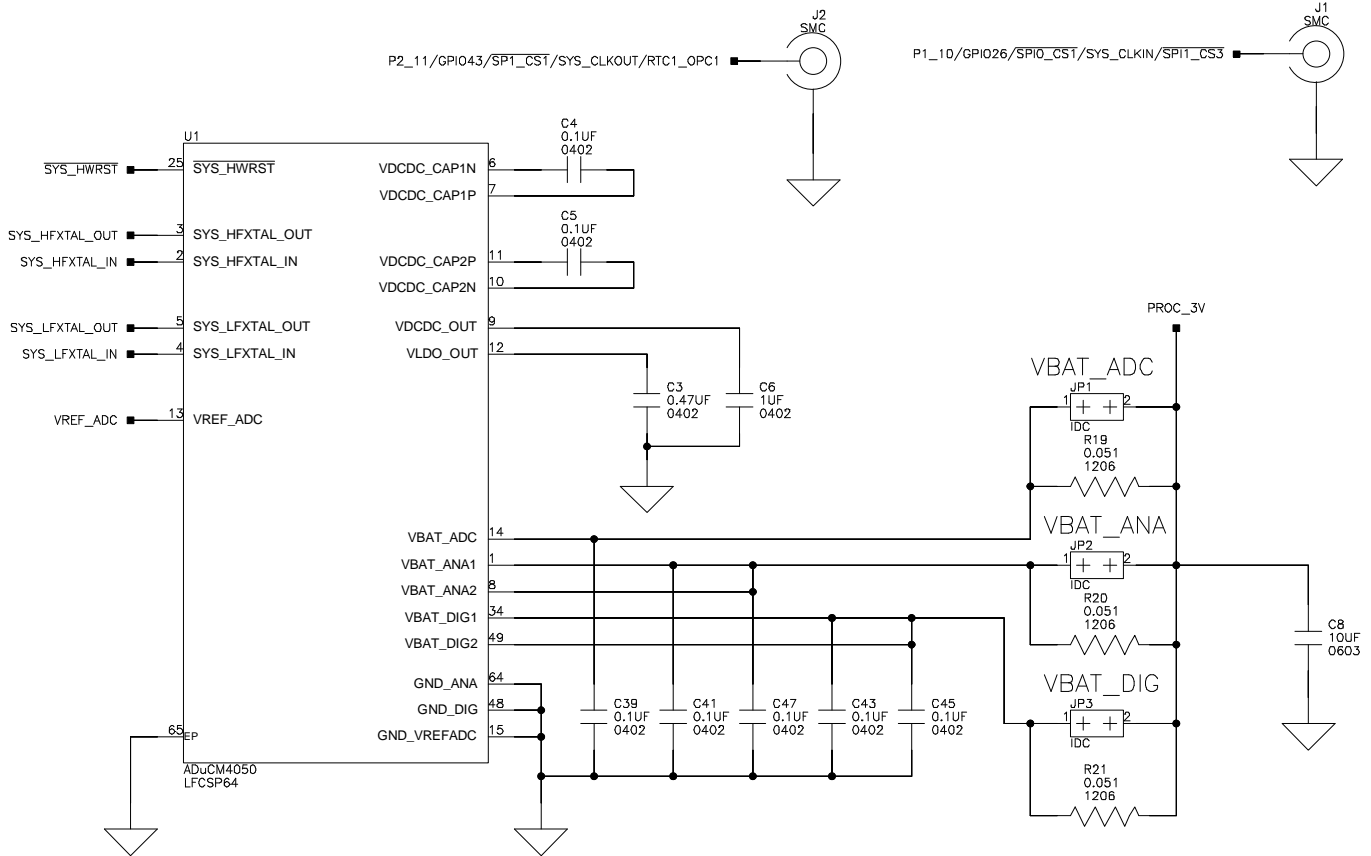 J2
SMC
P2_11/GPIO43/SP1_CS1/SYS_CLKOUT/RTC1_OPC1
J1
SMC
P1_10/GPIO26/SPI0_CS1/SYS_CLKIN/SPI1_CS3
U1
SYS_HWRST
25
SYS_HWRST
SYS_HFXTAL_OUT
3
SYS_HFXTAL_OUT
SYS_HFXTAL_IN
2
SYS_HFXTAL_IN
SYS_LFXTAL_OUT
5
SYS_LFXTAL_OUT
SYS_LFXTAL_IN
4
SYS_LFXTAL_IN
VREF_ADC
13
VREF_ADC
65
EP
ADuCM4050
LFCSP64
VDCDC_CAP1N
6
VDCDC_CAP1P
7
VDCDC_CAP2P
11
VDCDC_CAP2N
10
VDCDC_OUT
9
VLDO_OUT
12
VBAT_ADC
14
VBAT_ANA1
1
VBAT_ANA2
8
VBAT_DIG1
34
VBAT_DIG2
49
GND_ANA
64
GND_DIG
48
GND_VREFADC
15
C4
0.1UF
0402
C5
0.1UF
0402
C3
0.47UF
0402
C6
1UF
0402
C39
0.1UF
0402
C41
0.1UF
0402
C47
0.1UF
0402
C43
0.1UF
0402
C45
0.1UF
0402
PROC_3V
VBAT_ADC
JP1
1
2
IDC
R19
0.051
1206
VBAT_ANA
JP2
1
2
IDC
R20
0.051
1206
VBAT_DIG
JP3
1
2
IDC
R21
0.051
1206
C8
10UF
0603